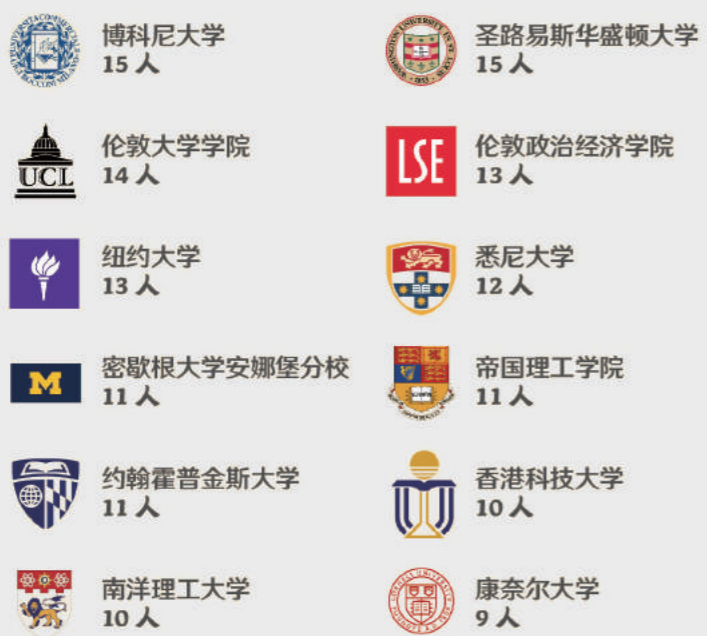 博科尼大学
15 人
圣路易斯华盛顿大学
15 人
UCL
伦敦大学学院
14 人
LSE
伦敦政治经济学院
13 人
纽约大学
13 人
悉尼大学
12 人
M
密歇根大学安娜堡分校
11 人
帝国理工学院
11 人
约翰霍普金斯大学
11 人
香港科技大学
10 人
南洋理工大学
10 人
康奈尔大学
9 人